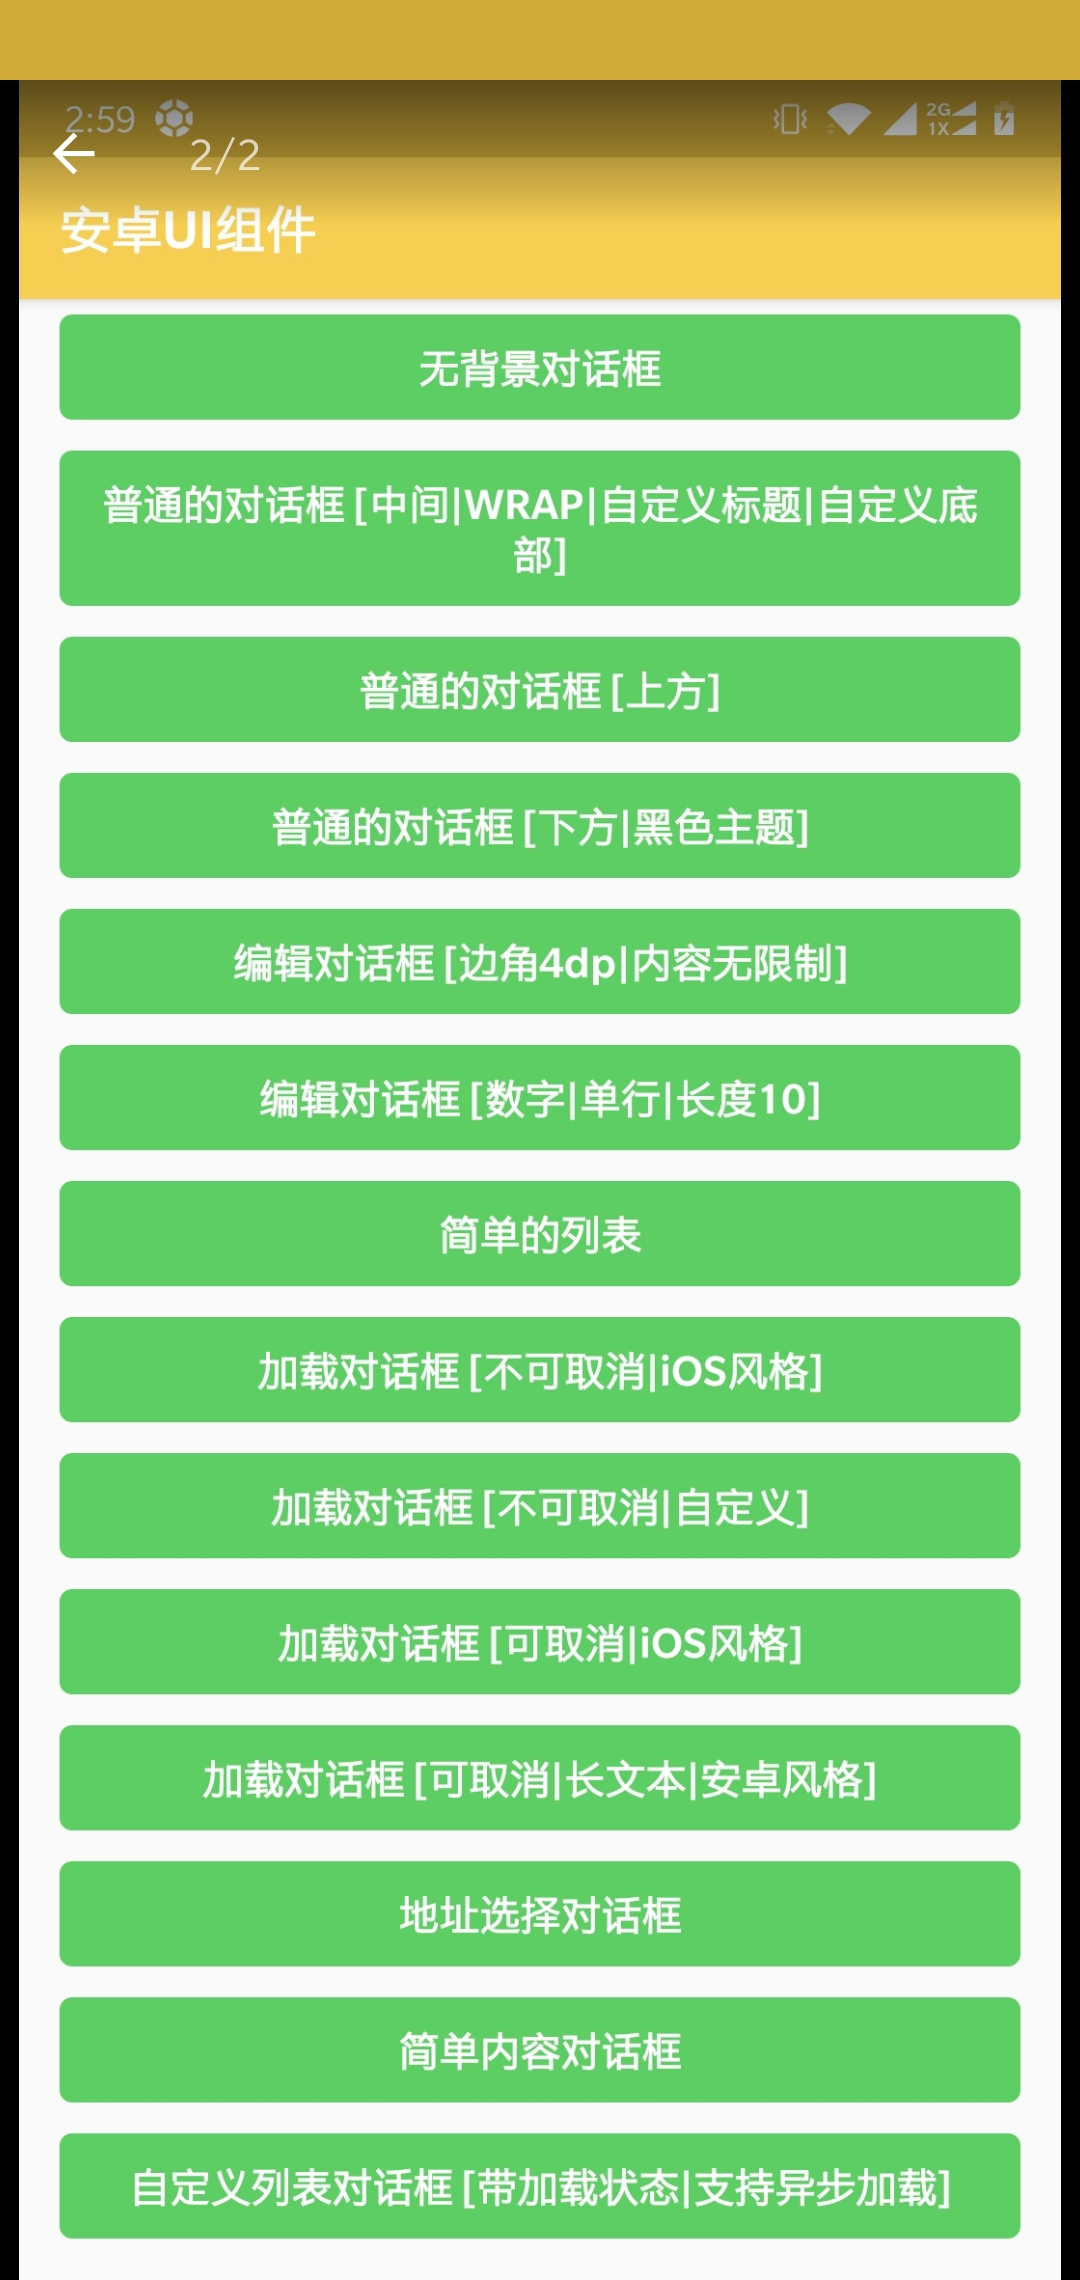 2:59
2G
1X
2/2
安卓UI组件
无背景对话框
普通的对话框 [中间|WRAP|自定义标题|自定义底
部]
普通的对话框 [上方]
普通的对话框 [下方|黑色主题]
编辑对话框 [边角4dp|内容无限制]
编辑对话框 [数字|单行|长度10]
简单的列表
加载对话框 [不可取消|iOS风格]
加载对话框 [不可取消|自定义]
加载对话框 [可取消|iOS风格]
加载对话框 [可取消|长文本|安卓风格]
地址选择对话框
简单内容对话框
自定义列表对话框 [带加载状态|支持异步加载]